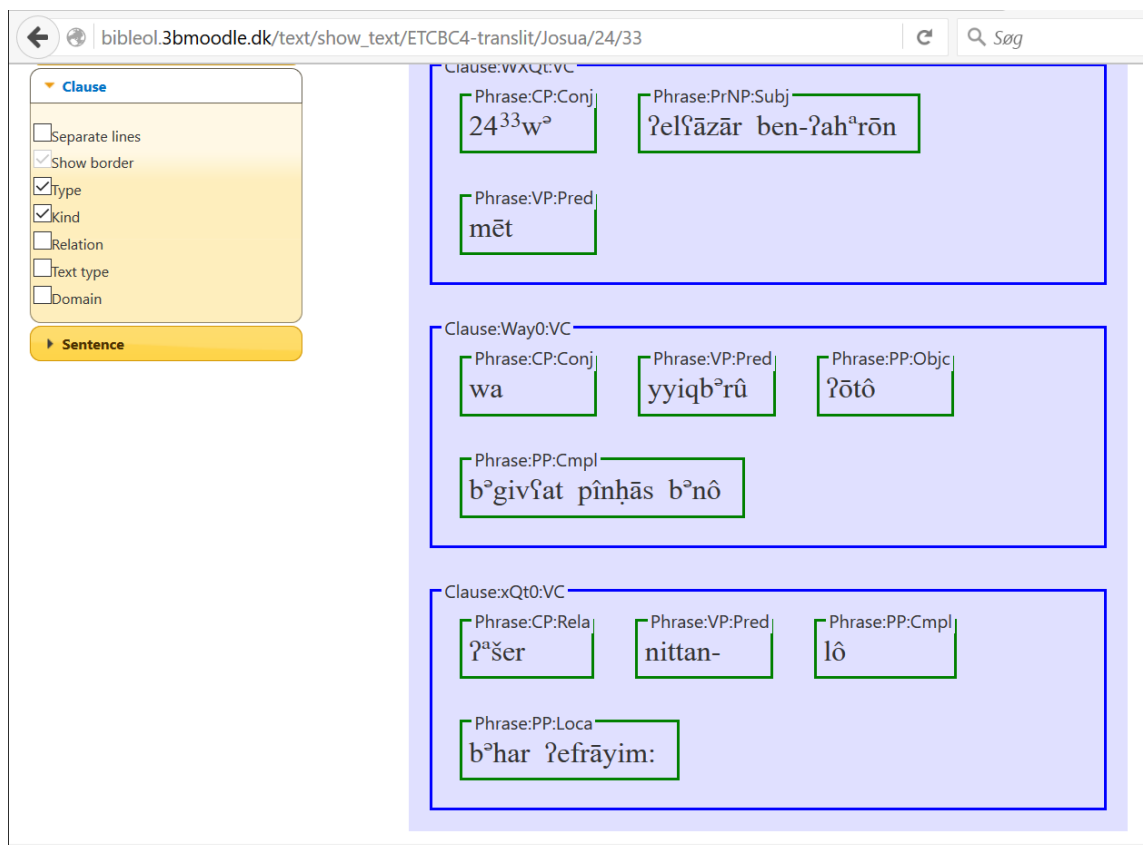 bibleol.3bmoodle.dk/text/show_text/ETCBC4-translit/Josua/24/33
Søg
Clause
Separate lines
Show border
Type
Kind
Relation
Text type
Domain
Sentence
Clause:WXQt:VC
Phrase:CP:Conj Phrase:PrNP:Subj
24³³wᵊ ʔelʕāzār ben-ʔahᵃrōn
Phrase:VP:Pred
mēt
Clause:Way0:VC
Phrase:CP:Conj Phrase:VP:Pred Phrase:PP:Objc
wa yyiqbᵊrû ʔōtô
Phrase:PP:Cmpl
bᵊgivʕat pînḥās bᵊnô
Clause:xQt0:VC
Phrase:CP:Rela Phrase:VP:Pred Phrase:PP:Cmpl
ʔᵃšer nittan- lô
Phrase:PP:Loca
bᵊhar ʔefrāyim: